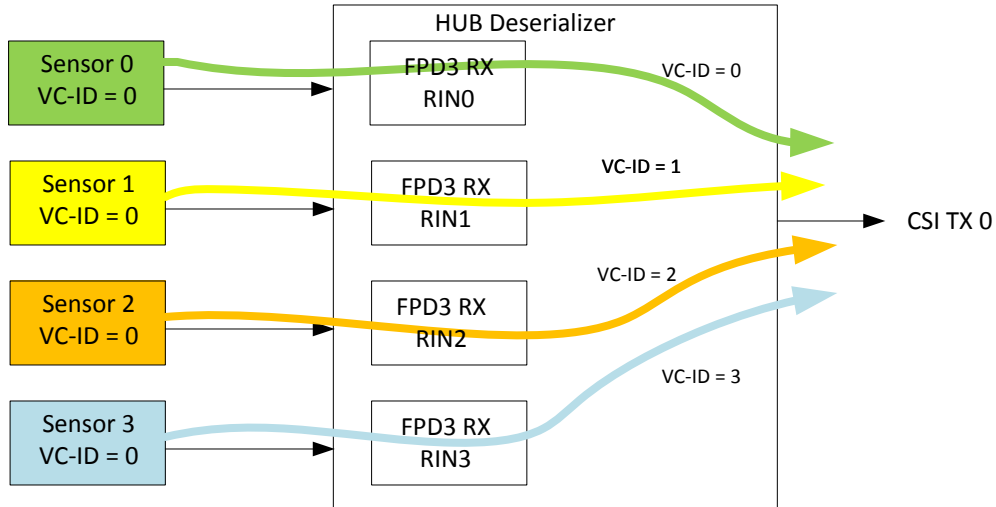 HUB Deserializer
Sensor 0
VC-ID = 0
FPD3 RX
RIN0
VC-ID = 0
Sensor 1
VC-ID = 0
FPD3 RX
RIN1
VC-ID = 1
CSI TX 0
Sensor 2
VC-ID = 0
FPD3 RX
RIN2
VC-ID = 2
Sensor 3
VC-ID = 0
FPD3 RX
RIN3
VC-ID = 3